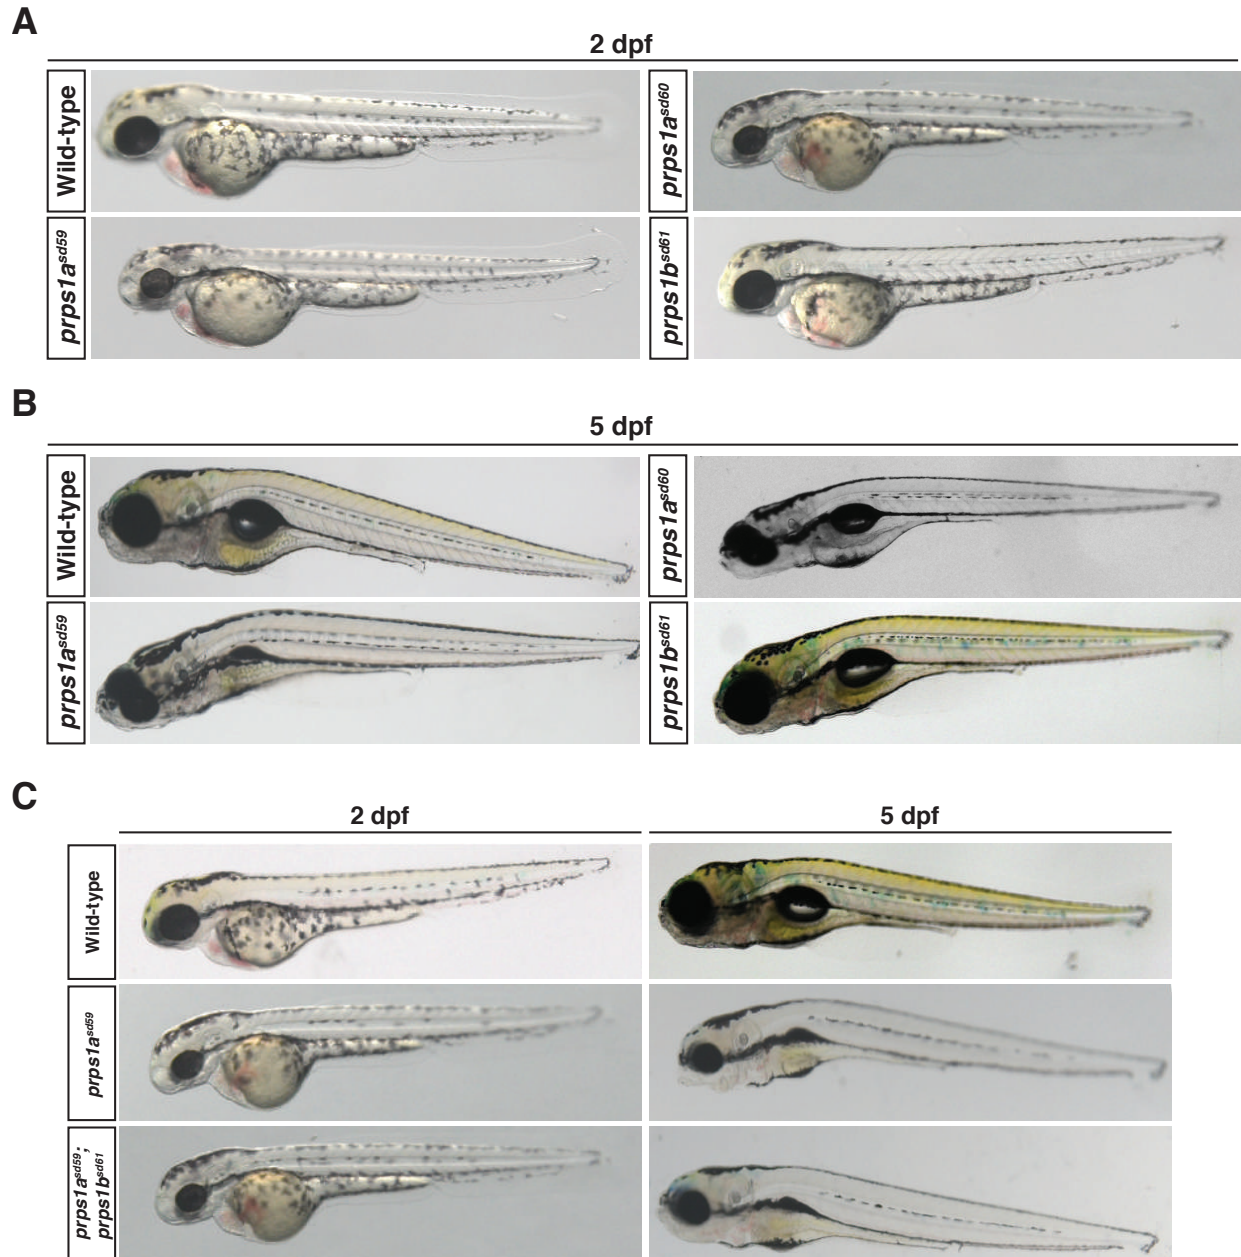 A
2 dpf
Wild-type
prps1a^sd60
prps1a^sd59
prps1b^sd61
B
5 dpf
Wild-type
prps1a^sd60
prps1a^sd59
prps1b^sd61
C
2 dpf
5 dpf
Wild-type
prps1a^sd59
prps1a^sd59;
prps1b^sd61